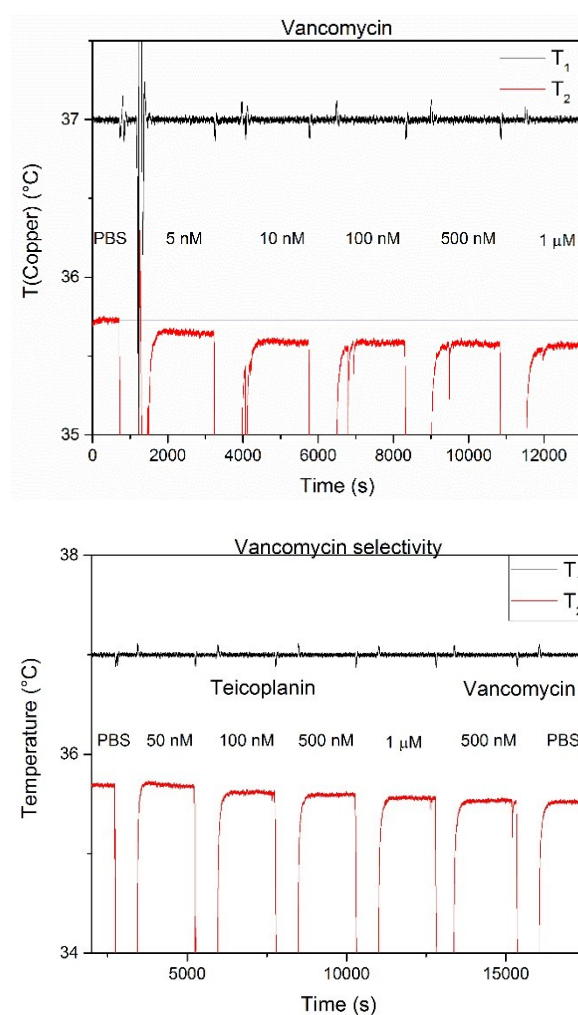 Vancomycin
T1
T2
37
36
35
T(Copper) (°C)
PBS 5 nM 10 nM 100 nM 500 nM 1 µM
0 2000 4000 6000 8000 10000 12000
Time (s)
Vancomycin selectivity
T
T2
38
36
34
Temperature (°C)
Teicoplanin Vancomycin
PBS 50 nM 100 nM 500 nM 1 µM 500 nM PBS
5000 10000 15000
Time (s)